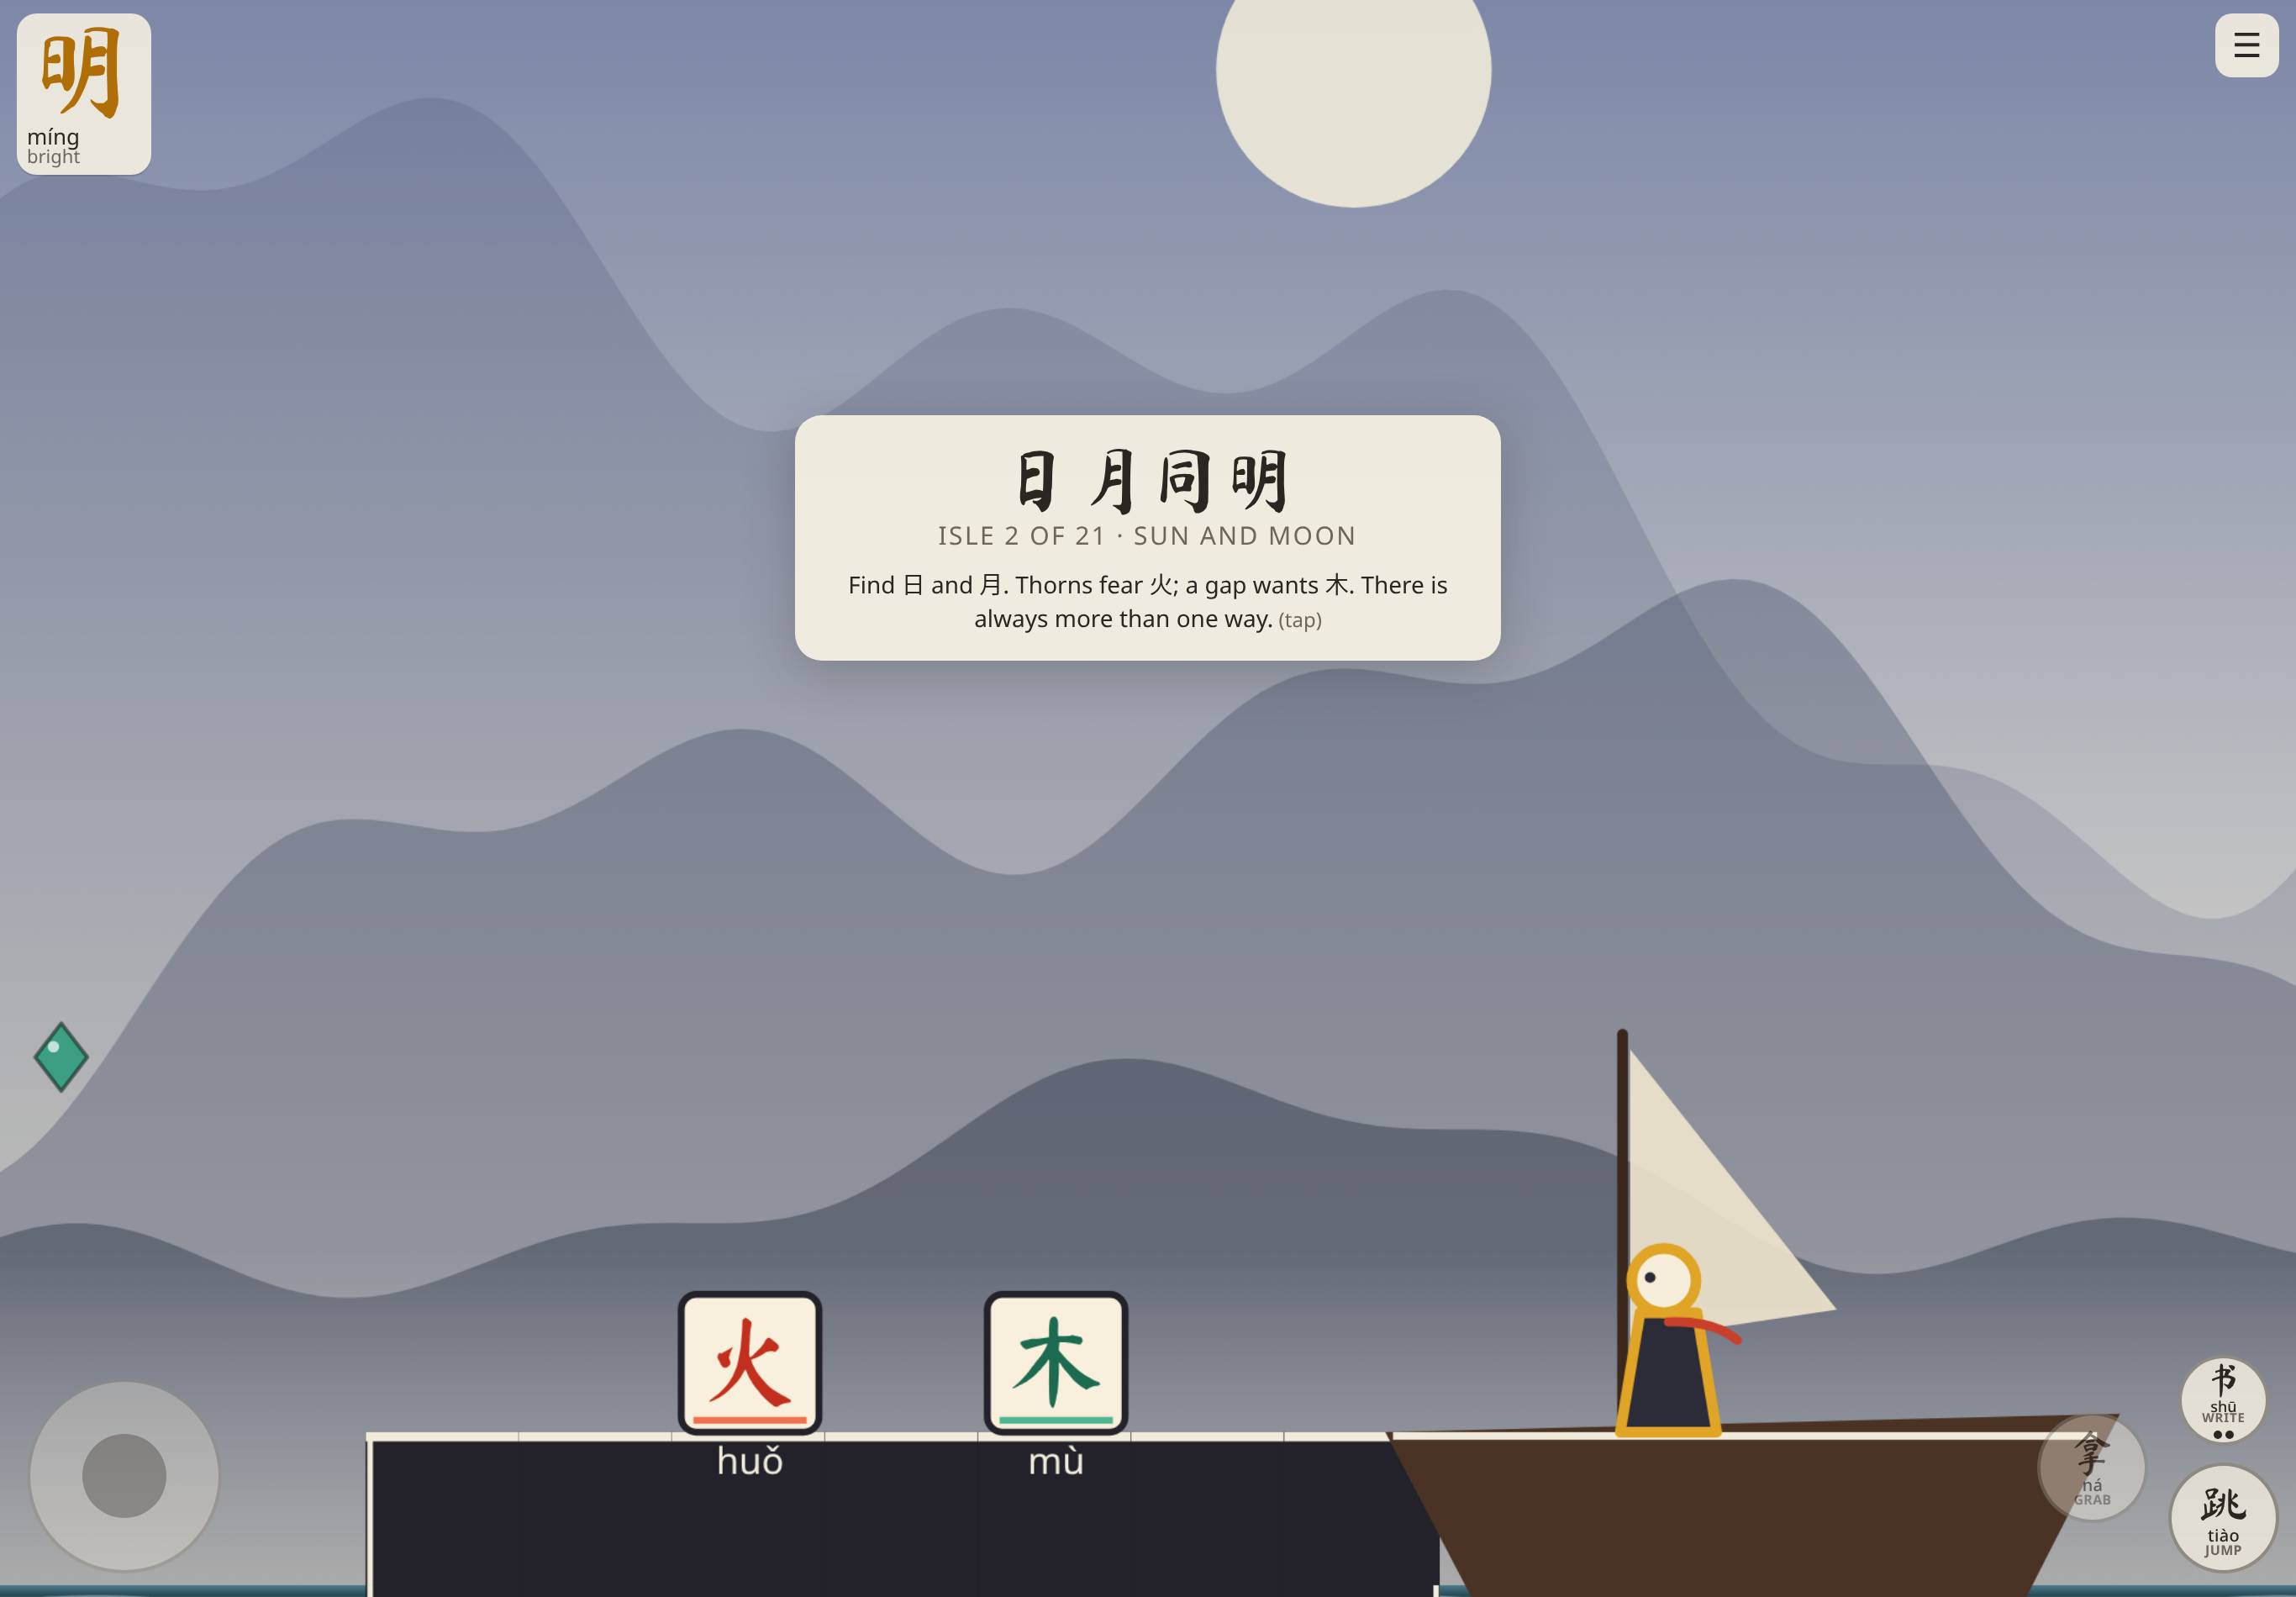 明
míng
bright
☰
日月同明
ISLE 2 OF 21 · SUN AND MOON
Find 日 and 月. Thorns fear 火; a gap wants 木. There is
always more than one way. (tap)
火
huǒ
木
mù
书
shū
WRITE
拿
ná
GRAB
跳
tiào
JUMP